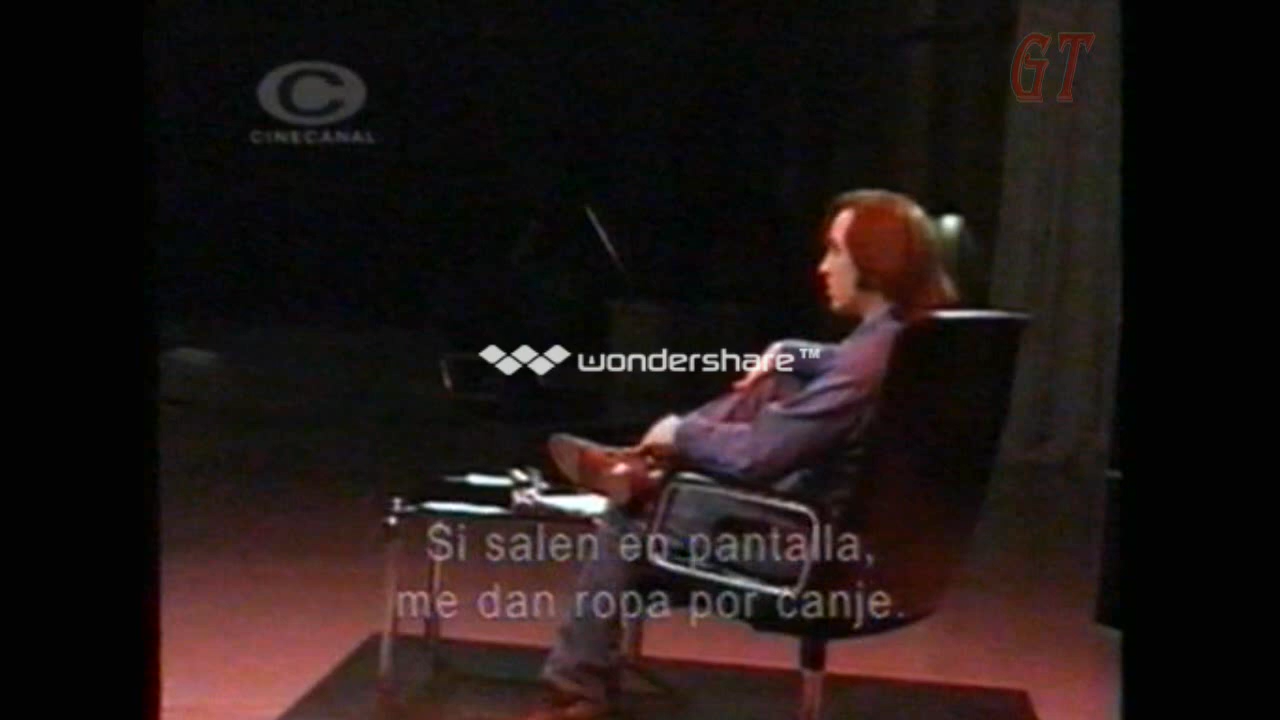 GT
CINECANAL
wondershare™
Si salen en pantalla,
me dan ropa por canje.